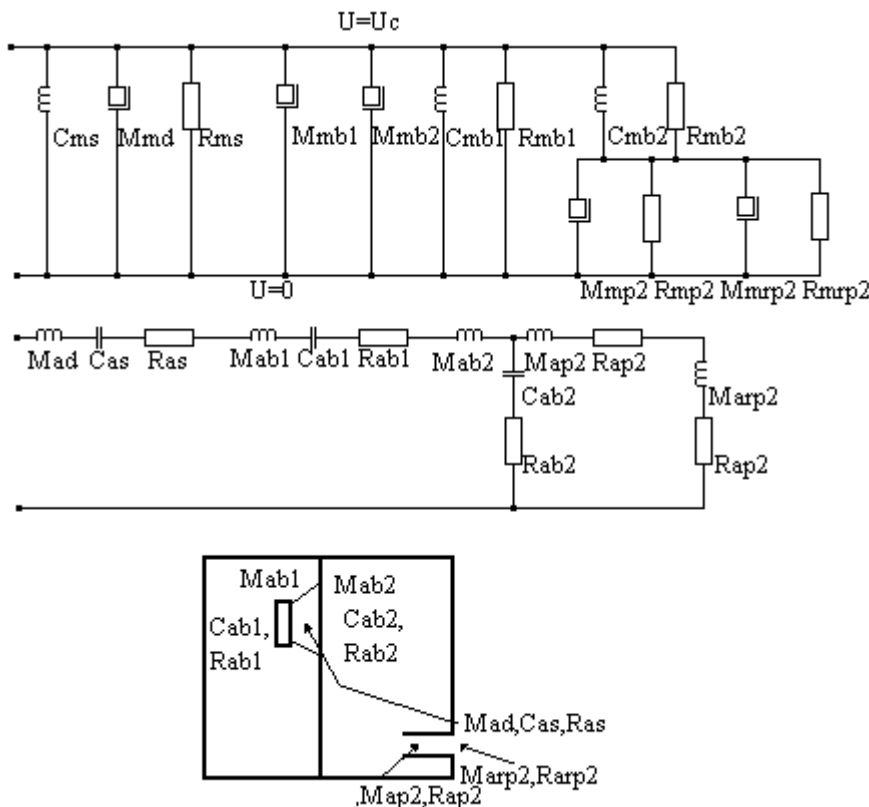 U=Uc
Cms Mmd Rms Mmb1 Mmb2 Cmb1 Rmb1 Cmb2 Rmb2
U=0
Mmp2 Rmp2 Mmrp2 Rmrp2
Mad Cas Ras Mab1 Cab1 Rab1 Mab2 Map2 Rap2
Cab2 Marp2
Rab2 Rap2
Mab1 Mab2
Cab1, Cab2,
Rab1 Rab2
Mad,Cas,Ras
Marp2,Rarp2
,Map2,Rap2